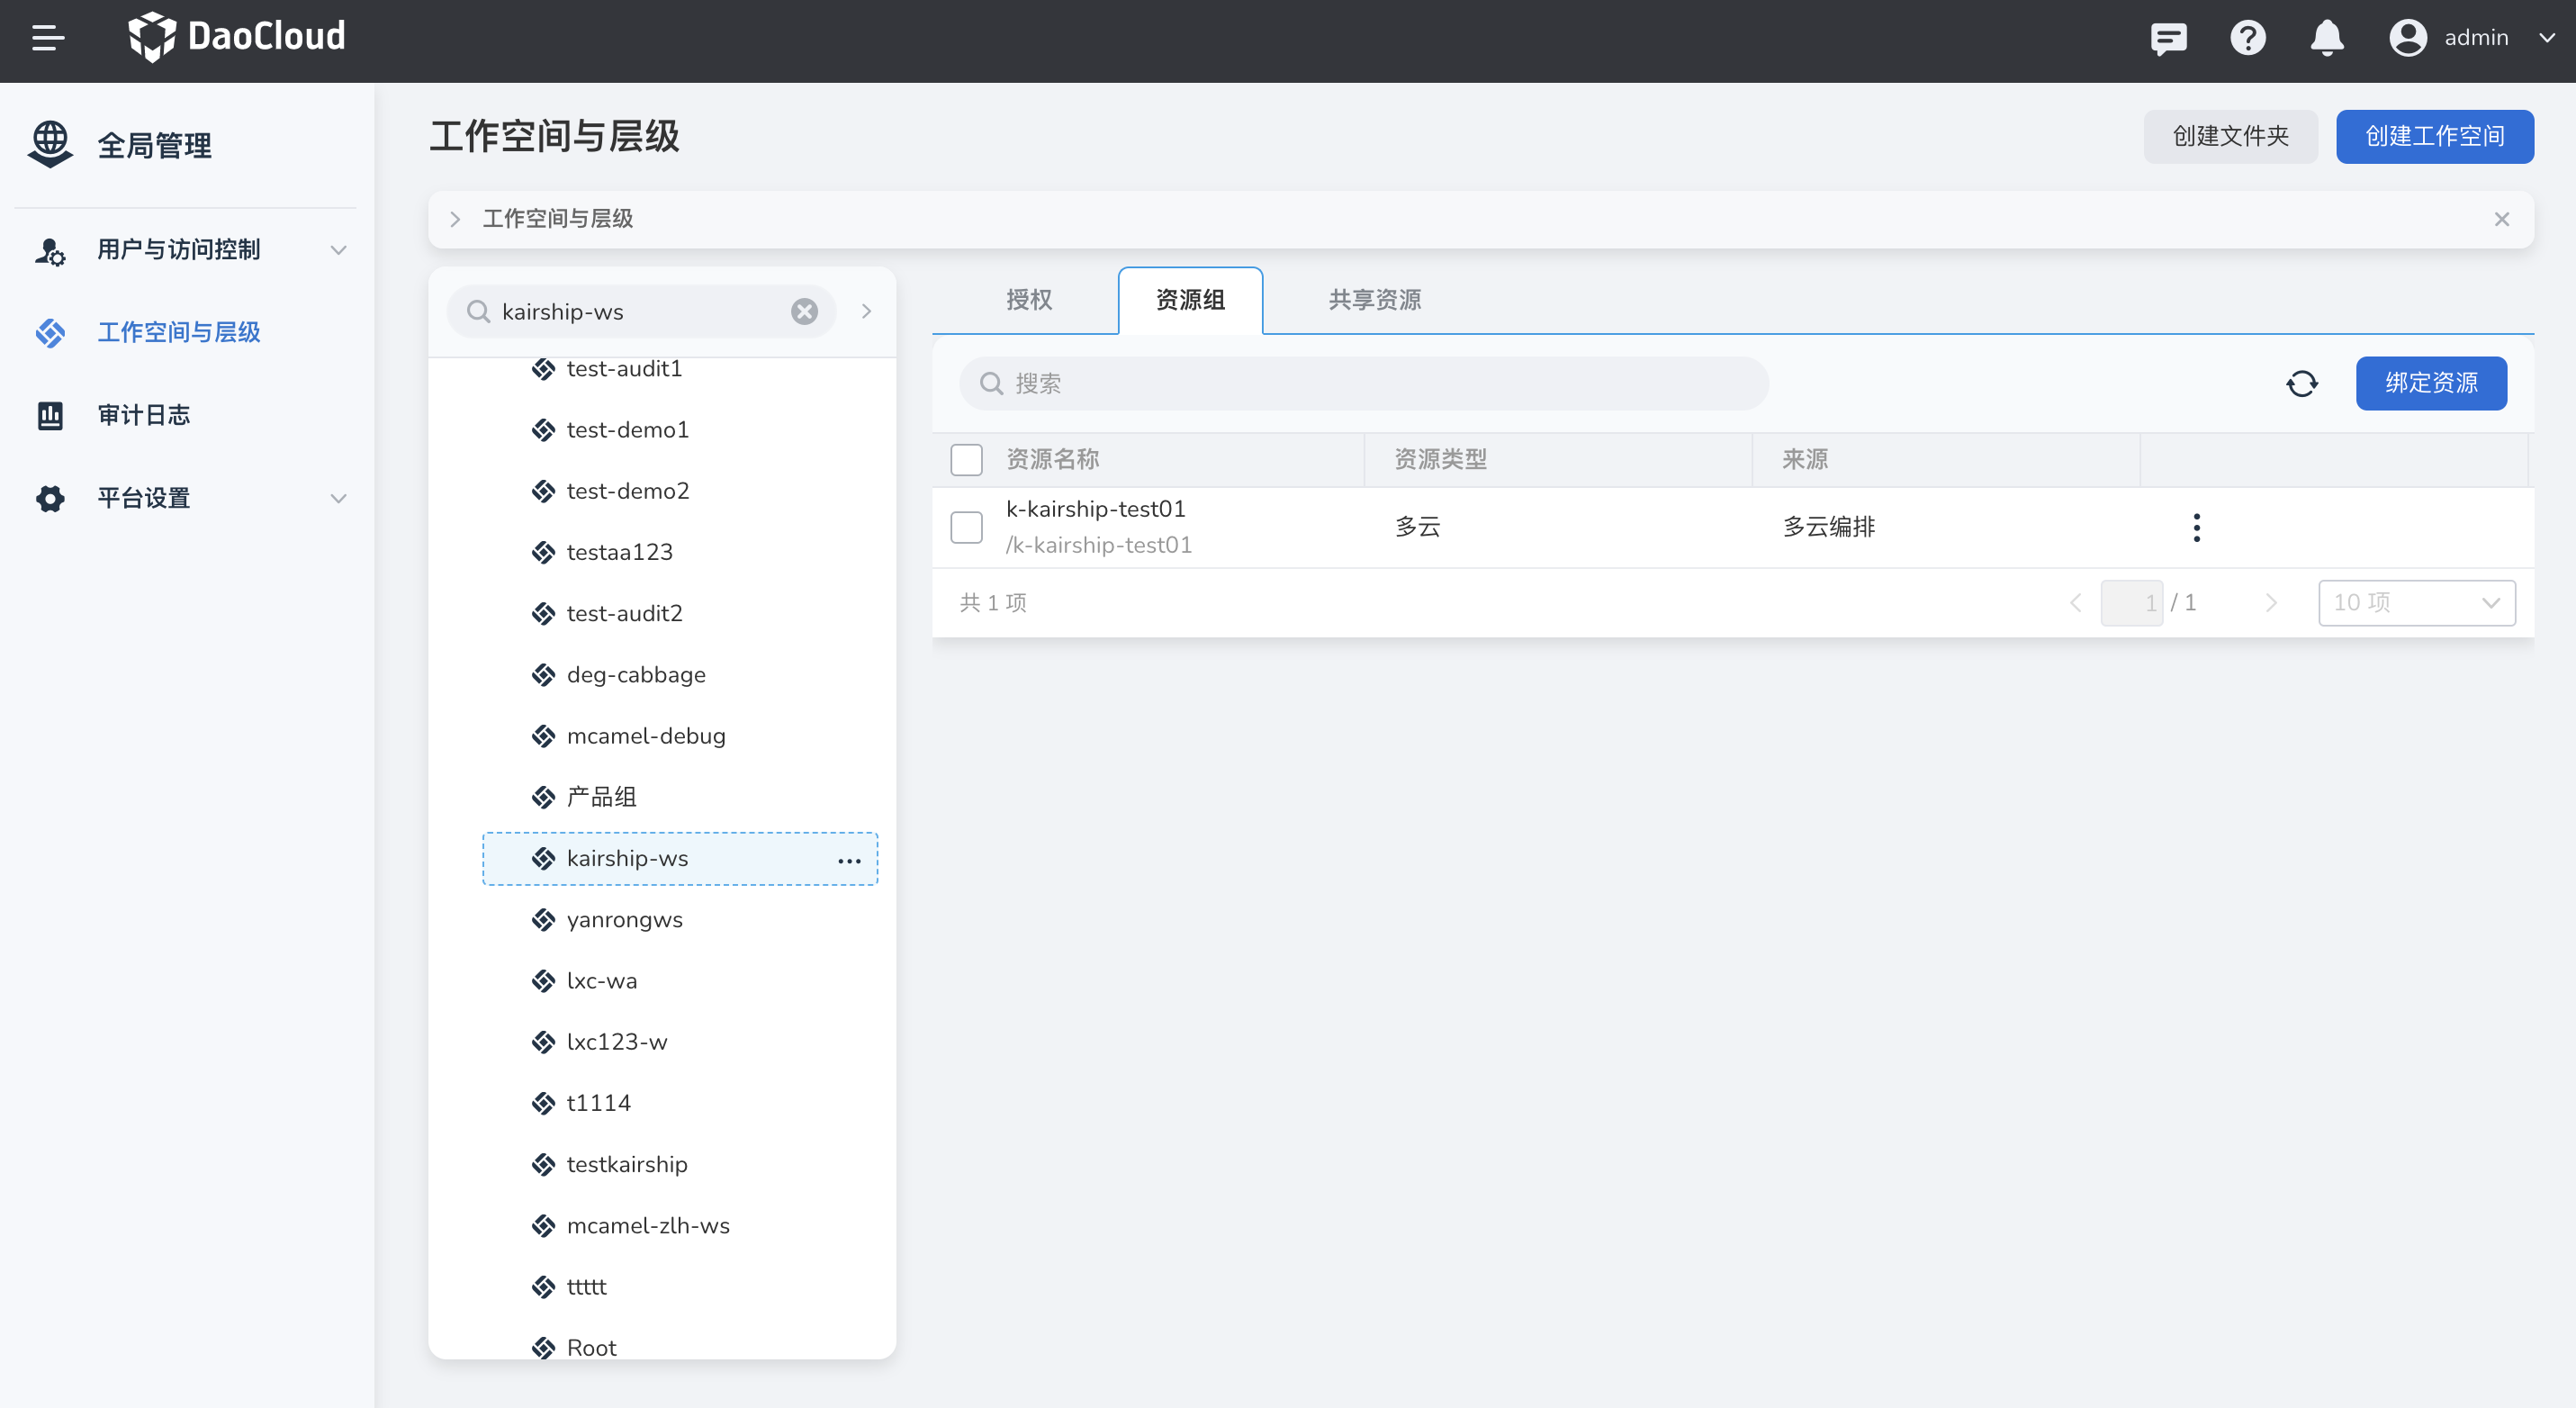 DaoCloud
admin
全局管理
用户与访问控制
工作空间与层级
审计日志
平台设置
工作空间与层级
创建文件夹
创建工作空间
工作空间与层级
kairship-ws
test-audit1
test-demo1
test-demo2
testaa123
test-audit2
deg-cabbage
mcamel-debug
产品组
kairship-ws
yanrongws
lxc-wa
lxc123-w
t1114
testkairship
mcamel-zlh-ws
ttttt
Root
授权
资源组
共享资源
搜索
绑定资源
资源名称
资源类型
来源
k-kairship-test01
/k-kairship-test01
多云
多云编排
共 1 项
1 / 1
10 项